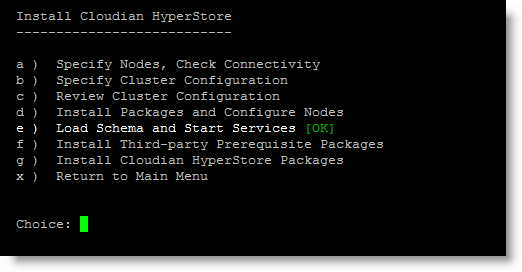 Install Cloudian HyperStore
---------------------------
a )  Specify Nodes, Check Connectivity
b )  Specify Cluster Configuration
c )  Review Cluster Configuration
d )  Install Packages and Configure Nodes
e )  Load Schema and Start Services [OK]
f )  Install Third-party Prerequisite Packages
g )  Install Cloudian HyperStore Packages
x )  Return to Main Menu
Choice: